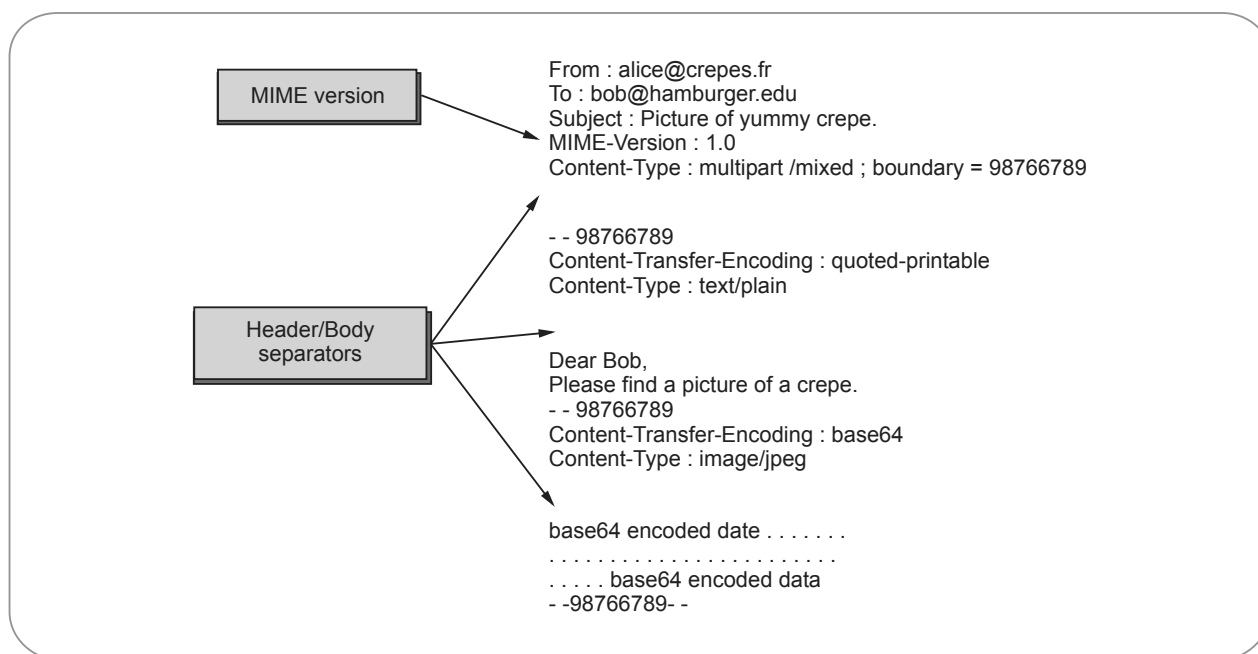 MIME version
From : alice@crepes.fr
To : bob@hamburger.edu
Subject : Picture of yummy crepe.
MIME-Version : 1.0
Content-Type : multipart /mixed ; boundary = 98766789
- - 98766789
Content-Transfer-Encoding : quoted-printable
Content-Type : text/plain
Header/Body
separators
Dear Bob,
Please find a picture of a crepe.
- - 98766789
Content-Transfer-Encoding : base64
Content-Type : image/jpeg
base64 encoded date . . . . . . .
. . . . . . . . . . . . . . . . . . . . . . . .
. . . . . base64 encoded data
- -98766789- -